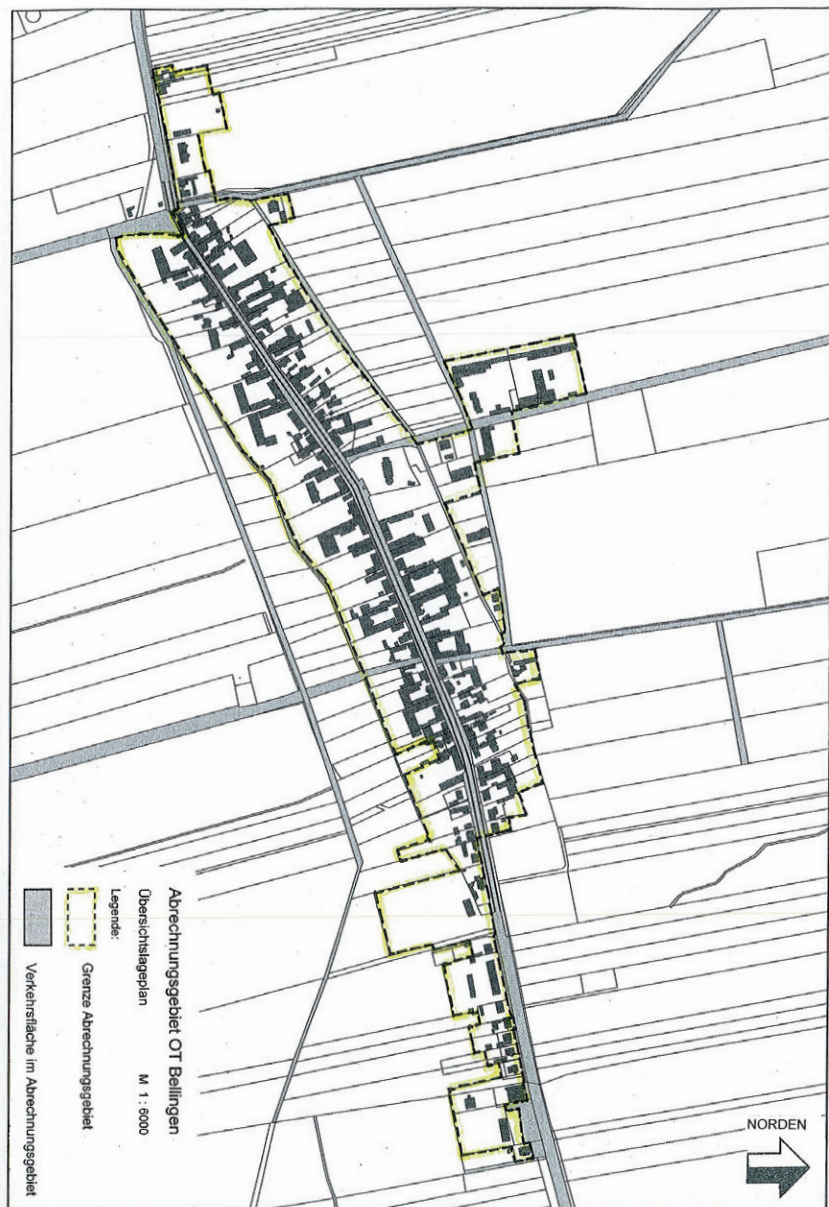 NORDEN
Abrechnungsgebiet OT Bellingen
Übersichtslageplan M 1 : 6000
Legende:
Grenze Abrechnungsgebiet
Verkehrsfläche im Abrechnungsgebiet